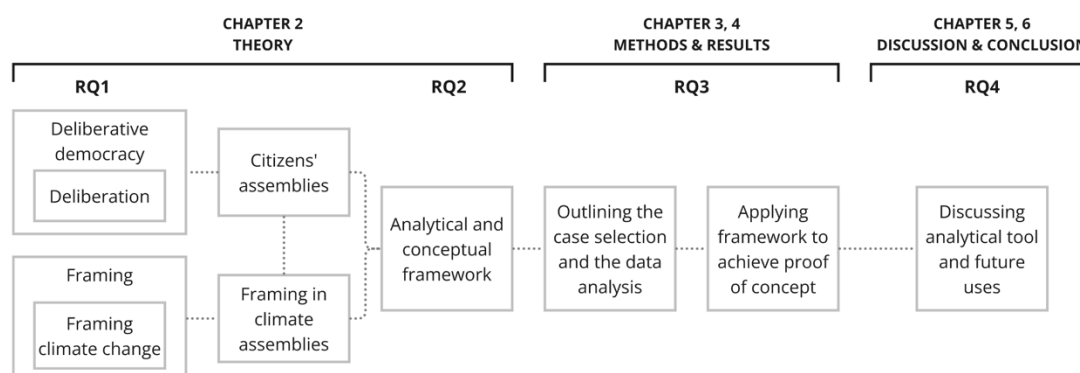 CHAPTER 2
THEORY
CHAPTER 3, 4
METHODS & RESULTS
CHAPTER 5, 6
DISCUSSION & CONCLUSION
RQ1
RQ2
RQ3
RQ4
Deliberative
democracy
Deliberation
Framing
Framing
climate change
Citizens'
assemblies
Framing in
climate
assemblies
Analytical and
conceptual
framework
Outlining the
case selection
and the data
analysis
Applying
framework to
achieve proof
of concept
Discussing
analytical tool
and future
uses